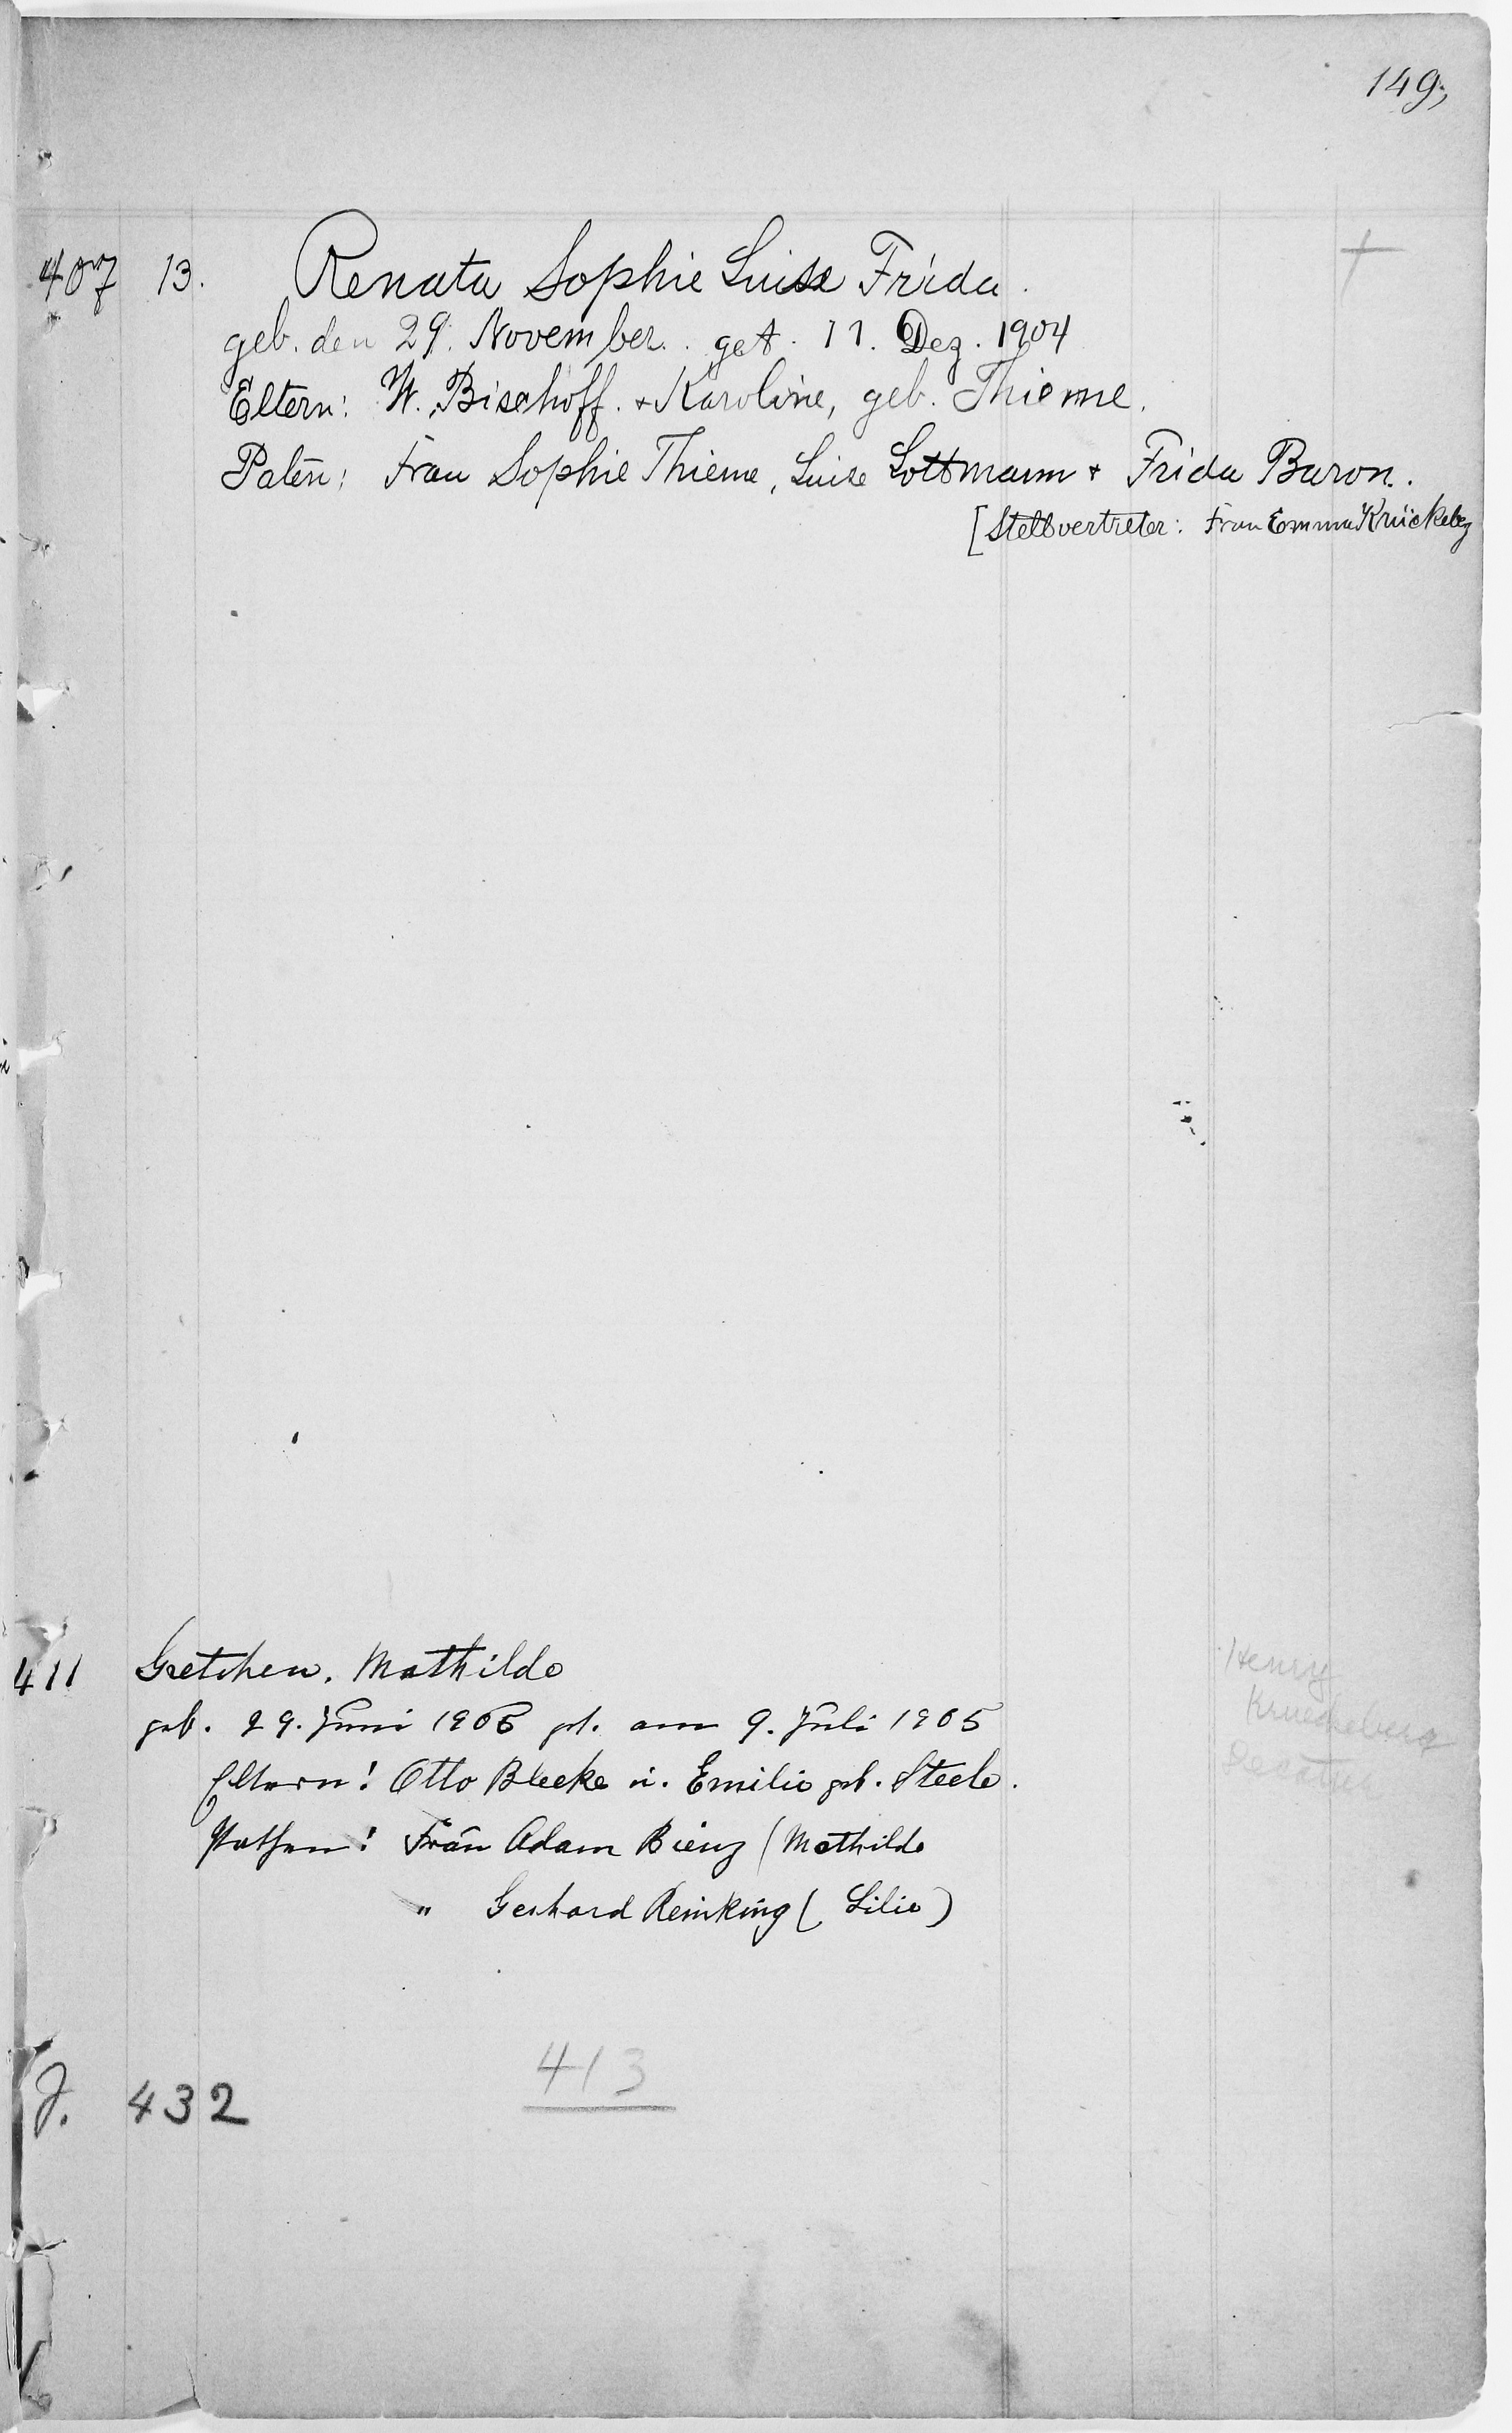 149,
407 13. Renata Sophie Luise Frida.
geb. den 29. November. get. 11. Dez. 1904
Eltern: W. Bischoff. + Karoline, geb. Thieme.
Paten: Frau Sophie Thieme, Luise Lottmann + Frida Baron.
[Stellvertreter: Frau Emma Krückebg
411 Gretchen. Mathilde
geb. 29. Juni 1905 get. am 9. Juli 1905
Eltern: Otto Bleeke u. Emilie geb. Steele.
Pathen: Frau Adam Bienz (Mathilde
" Gerhard Reinking ( Lilie)
Henry
Krueckeberg
Decatur
413
J. 432